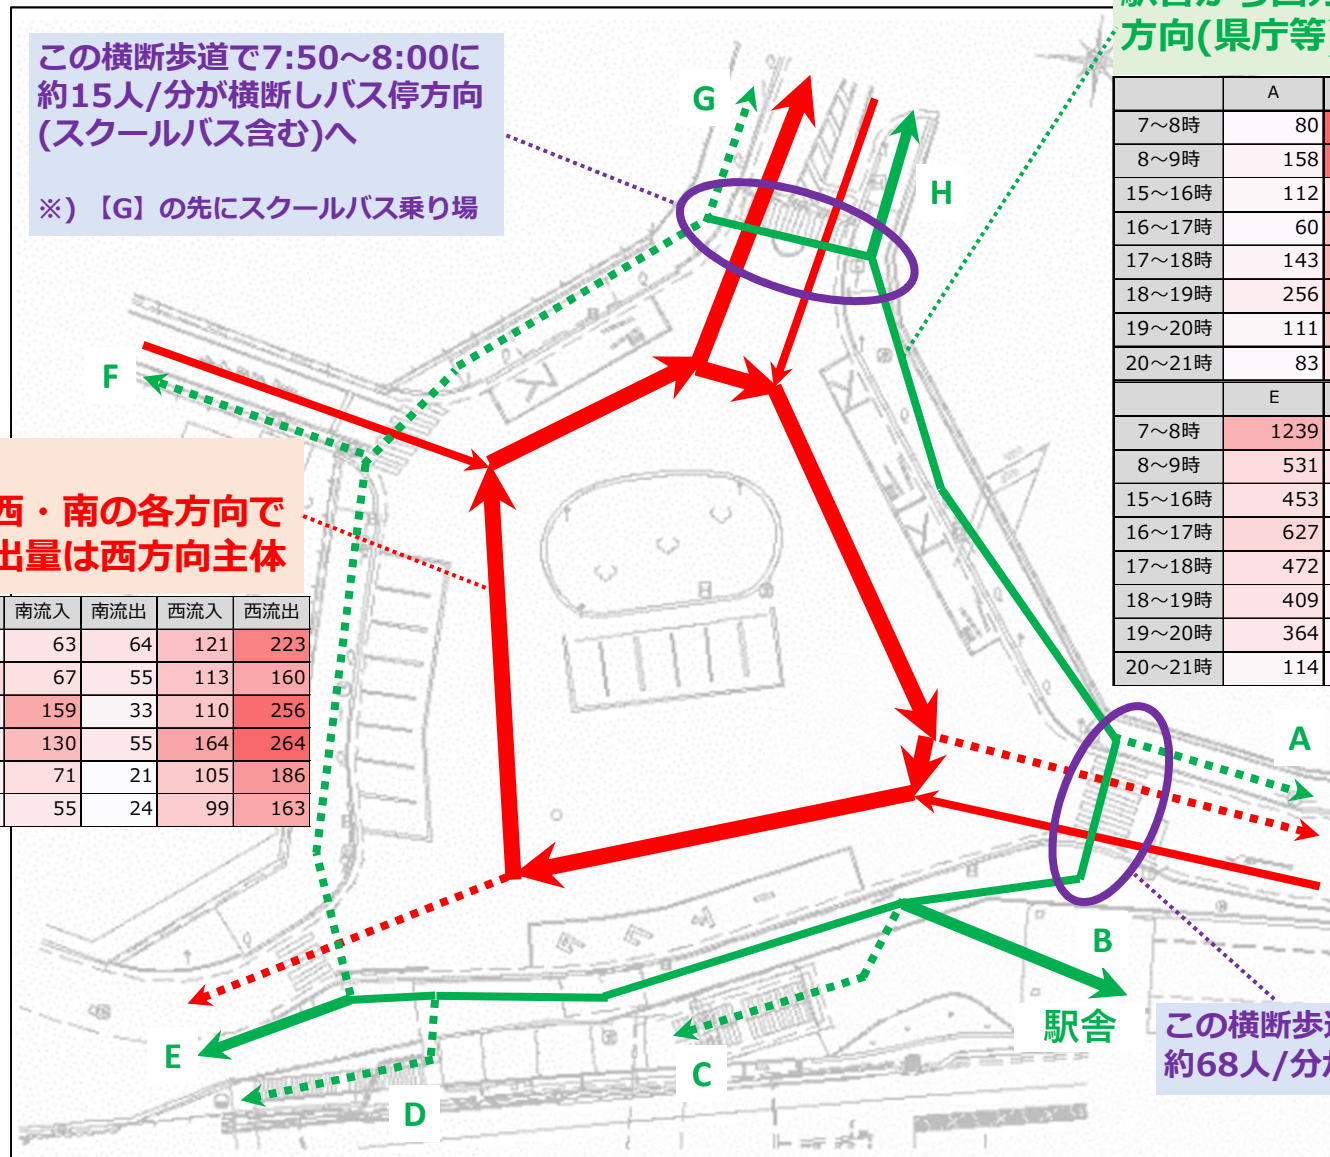 この横断歩道で7:50～8:00に
約15人/分が横断しバス停方向
(スクールバス含む)へ
※）【G】の先にスクールバス乗り場
方向(県庁等)
A
7～8時 80
8～9時 158
15～16時 112
16～17時 60
17～18時 143
18～19時 256
19～20時 111
20～21時 83
E
7～8時 1239
8～9時 531
15～16時 453
16～17時 627
17～18時 472
18～19時 409
19～20時 364
20～21時 114
G
H
F
西・南の各方向で
出量は西方向主体
南流入 南流出 西流入 西流出
63 64 121 223
67 55 113 160
159 33 110 256
130 55 164 264
71 21 105 186
55 24 99 163
A
B
駅舎
E
C
D
この横断歩道
約68人/分が